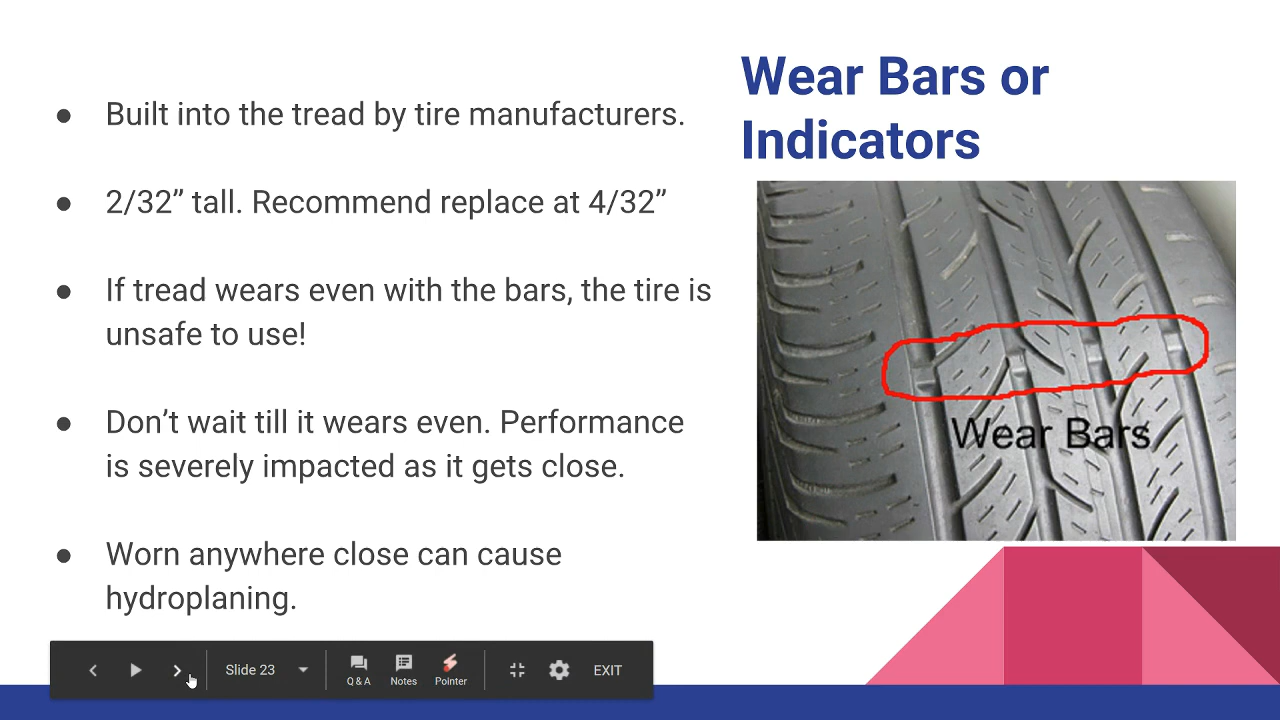 Wear Bars or
Indicators
● Built into the tread by tire manufacturers.
● 2/32” tall. Recommend replace at 4/32”
● If tread wears even with the bars, the tire is
unsafe to use!
● Don’t wait till it wears even. Performance
is severely impacted as it gets close.
● Worn anywhere close can cause
hydroplaning.
Wear Bars
Slide 23
Q & A
Notes
Pointer
EXIT